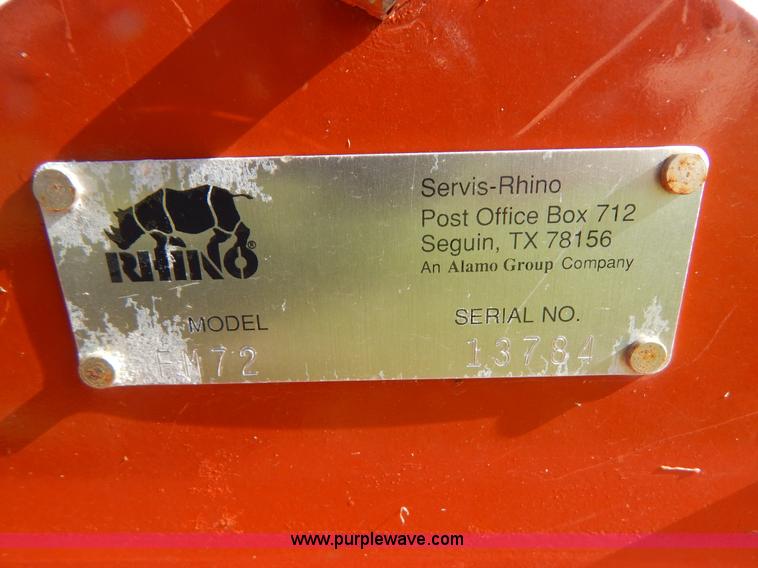 RHINO®
Servis-Rhino
Post Office Box 712
Seguin, TX 78156
An Alamo Group Company
MODEL
FM72
SERIAL NO.
13784
www.purplewave.com